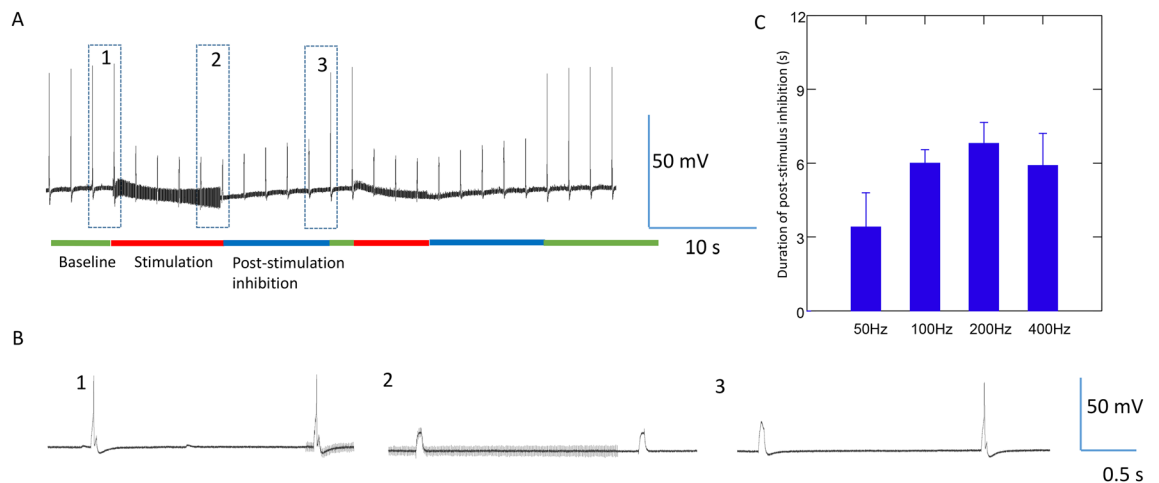 A
1
2
3
50 mV
10 s
Baseline
Stimulation
Post-stimulation
inhibition
C
Duration of post-stimulus inhibition (s)
12
9
6
3
0
50Hz
100Hz
200Hz
400Hz
B
1
2
3
50 mV
0.5 s